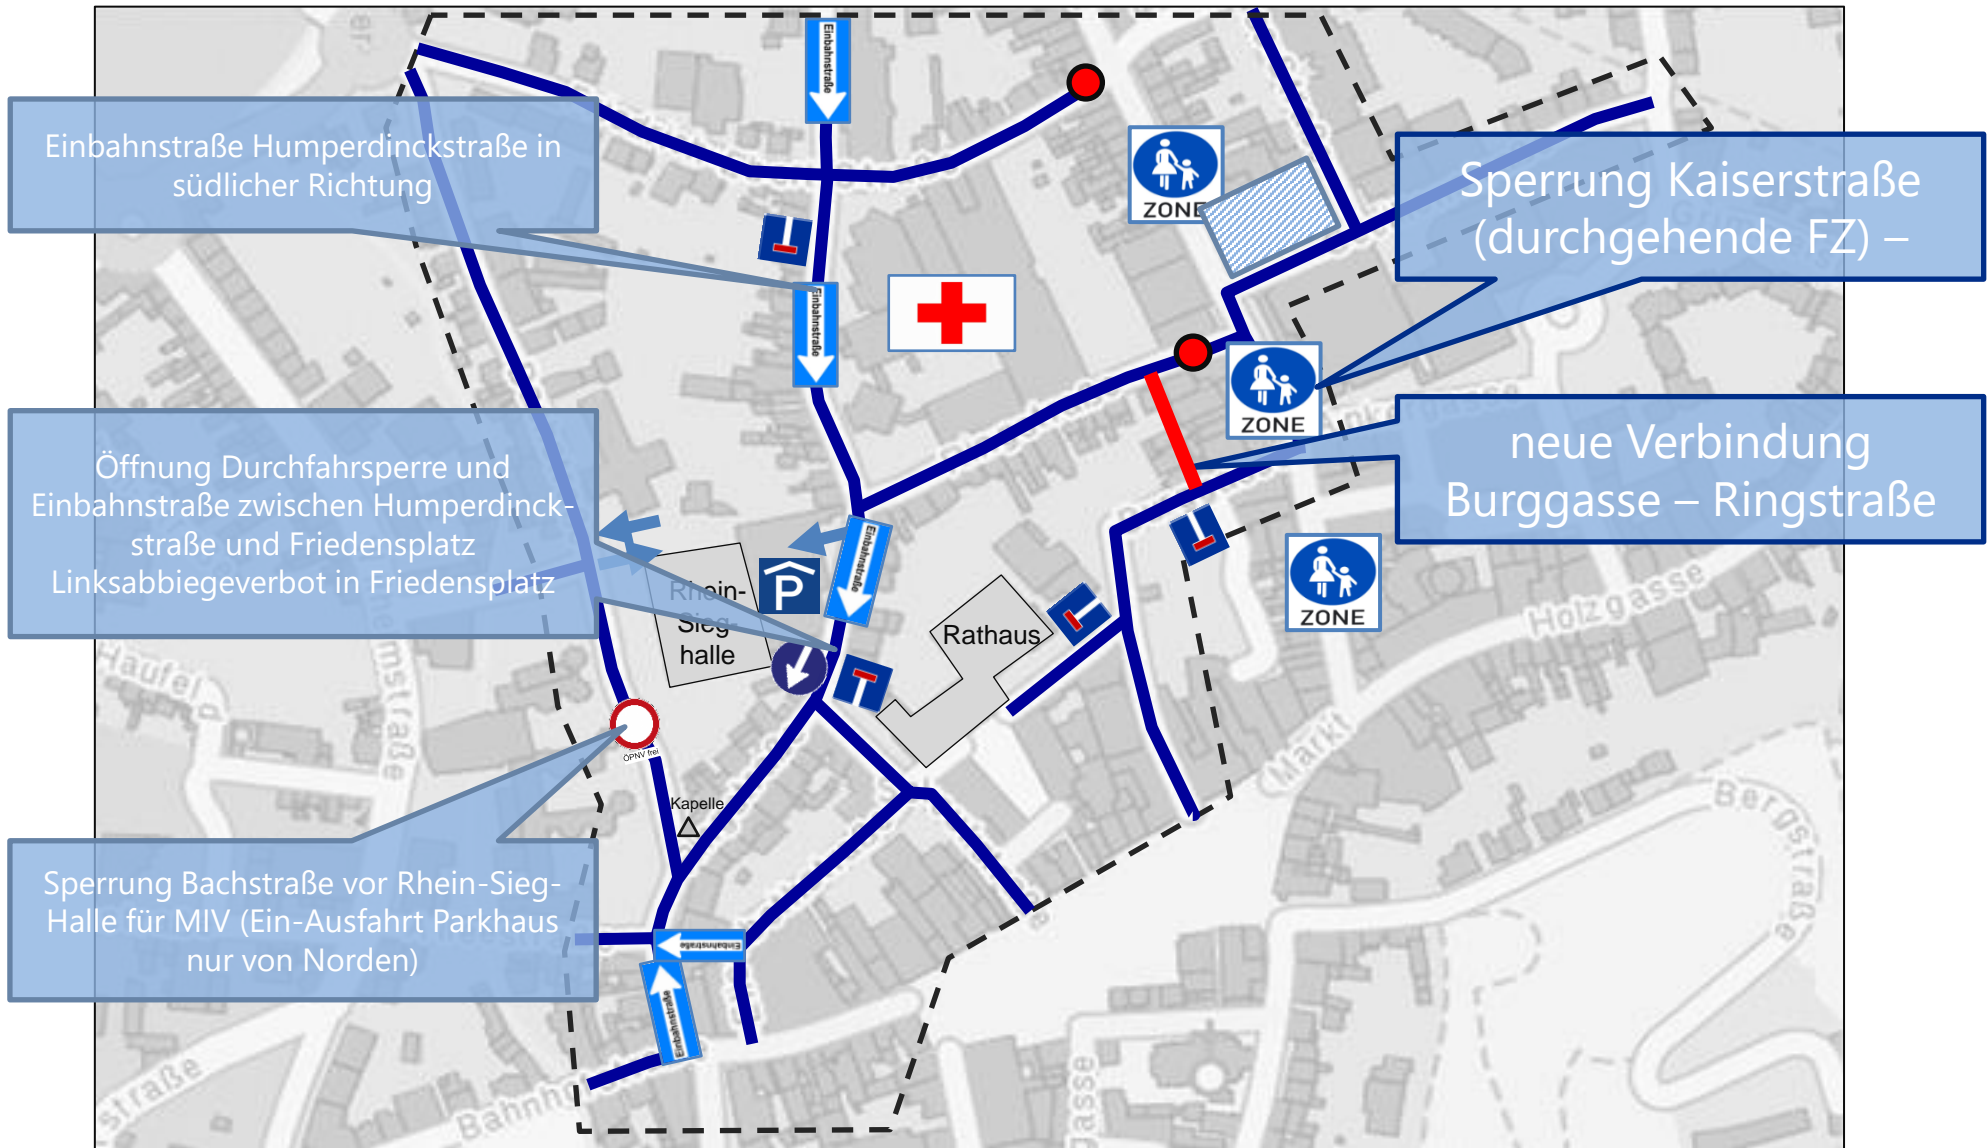 Einbahnstraße
Einbahnstraße Humperdinckstraße in
südlicher Richtung
ZONE
Sperrung Kaiserstraße
(durchgehende FZ) –
Einbahnstraße
ZONE
neue Verbindung
Burggasse – Ringstraße
Öffnung Durchfahrsperre und
Einbahnstraße zwischen Humperdinck-
straße und Friedensplatz
Linksabbiegeverbot in Friedensplatz
Einbahnstraße
P
Rhein-
Sieg-
halle
Rathaus
ZONE
Holzgasse
Haufeld
Markt
ÖPNV frei
Kapelle
Bergstraße
Sperrung Bachstraße vor Rhein-Sieg-
Halle für MIV (Ein-Ausfahrt Parkhaus
nur von Norden)
Einbahnstraße
Einbahnstraße
Bahnh
straße
gasse